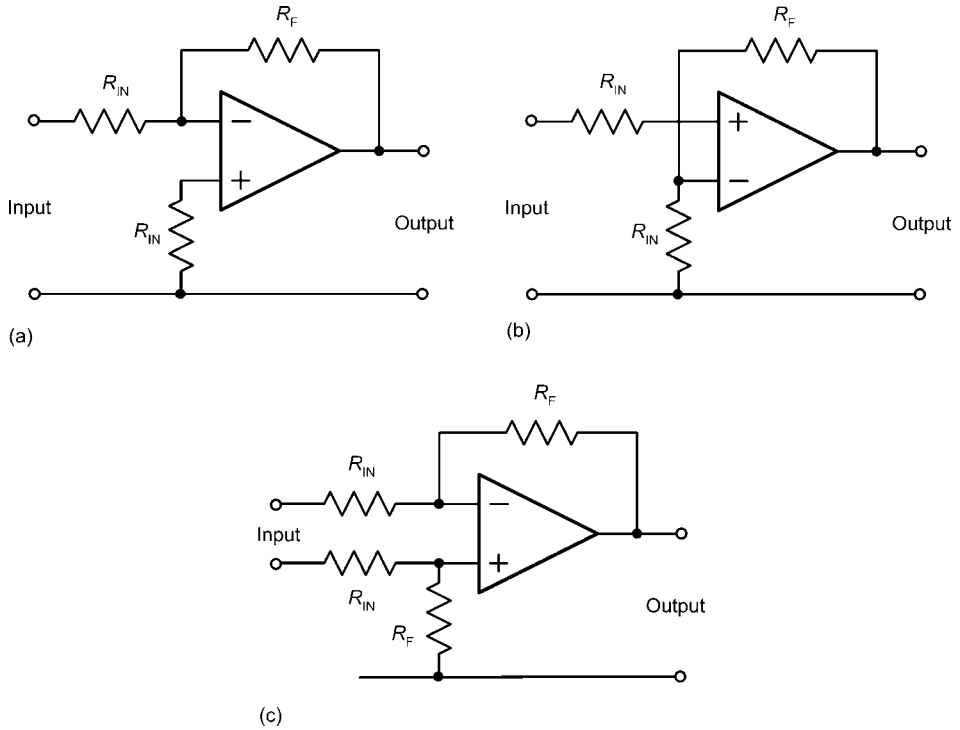 R_F
R_IN
−
+
R_IN
Input
Output
(a)
R_F
R_IN
+
−
R_IN
Input
Output
(b)
R_F
R_IN
−
Input
+
R_IN
R_F
Output
(c)